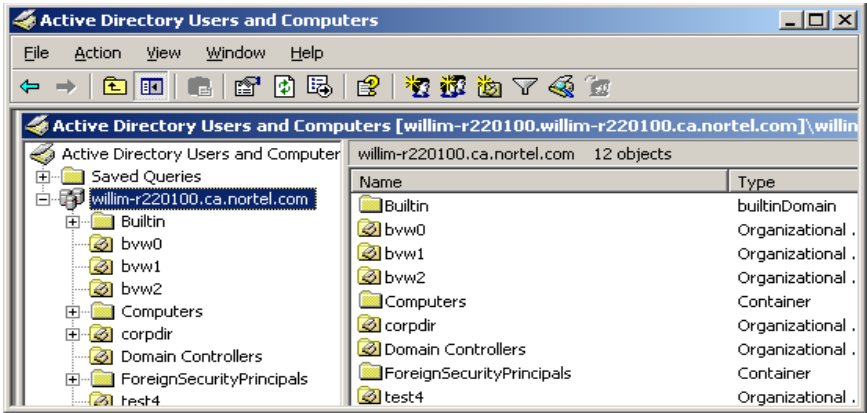 Active Directory Users and Computers
File Action View Window Help
Active Directory Users and Computers [willim-r220100.willim-r220100.ca.nortel.com]\willin
Active Directory Users and Computer
Saved Queries
willim-r220100.ca.nortel.com
Builtin
bvw0
bvw1
bvw2
Computers
corpdir
Domain Controllers
ForeignSecurityPrincipals
test4
willim-r220100.ca.nortel.com 12 objects
Name Type
Builtin builtinDomain
bvw0 Organizational .
bvw1 Organizational .
bvw2 Organizational .
Computers Container
corpdir Organizational .
Domain Controllers Organizational .
ForeignSecurityPrincipals Container
test4 Organizational .